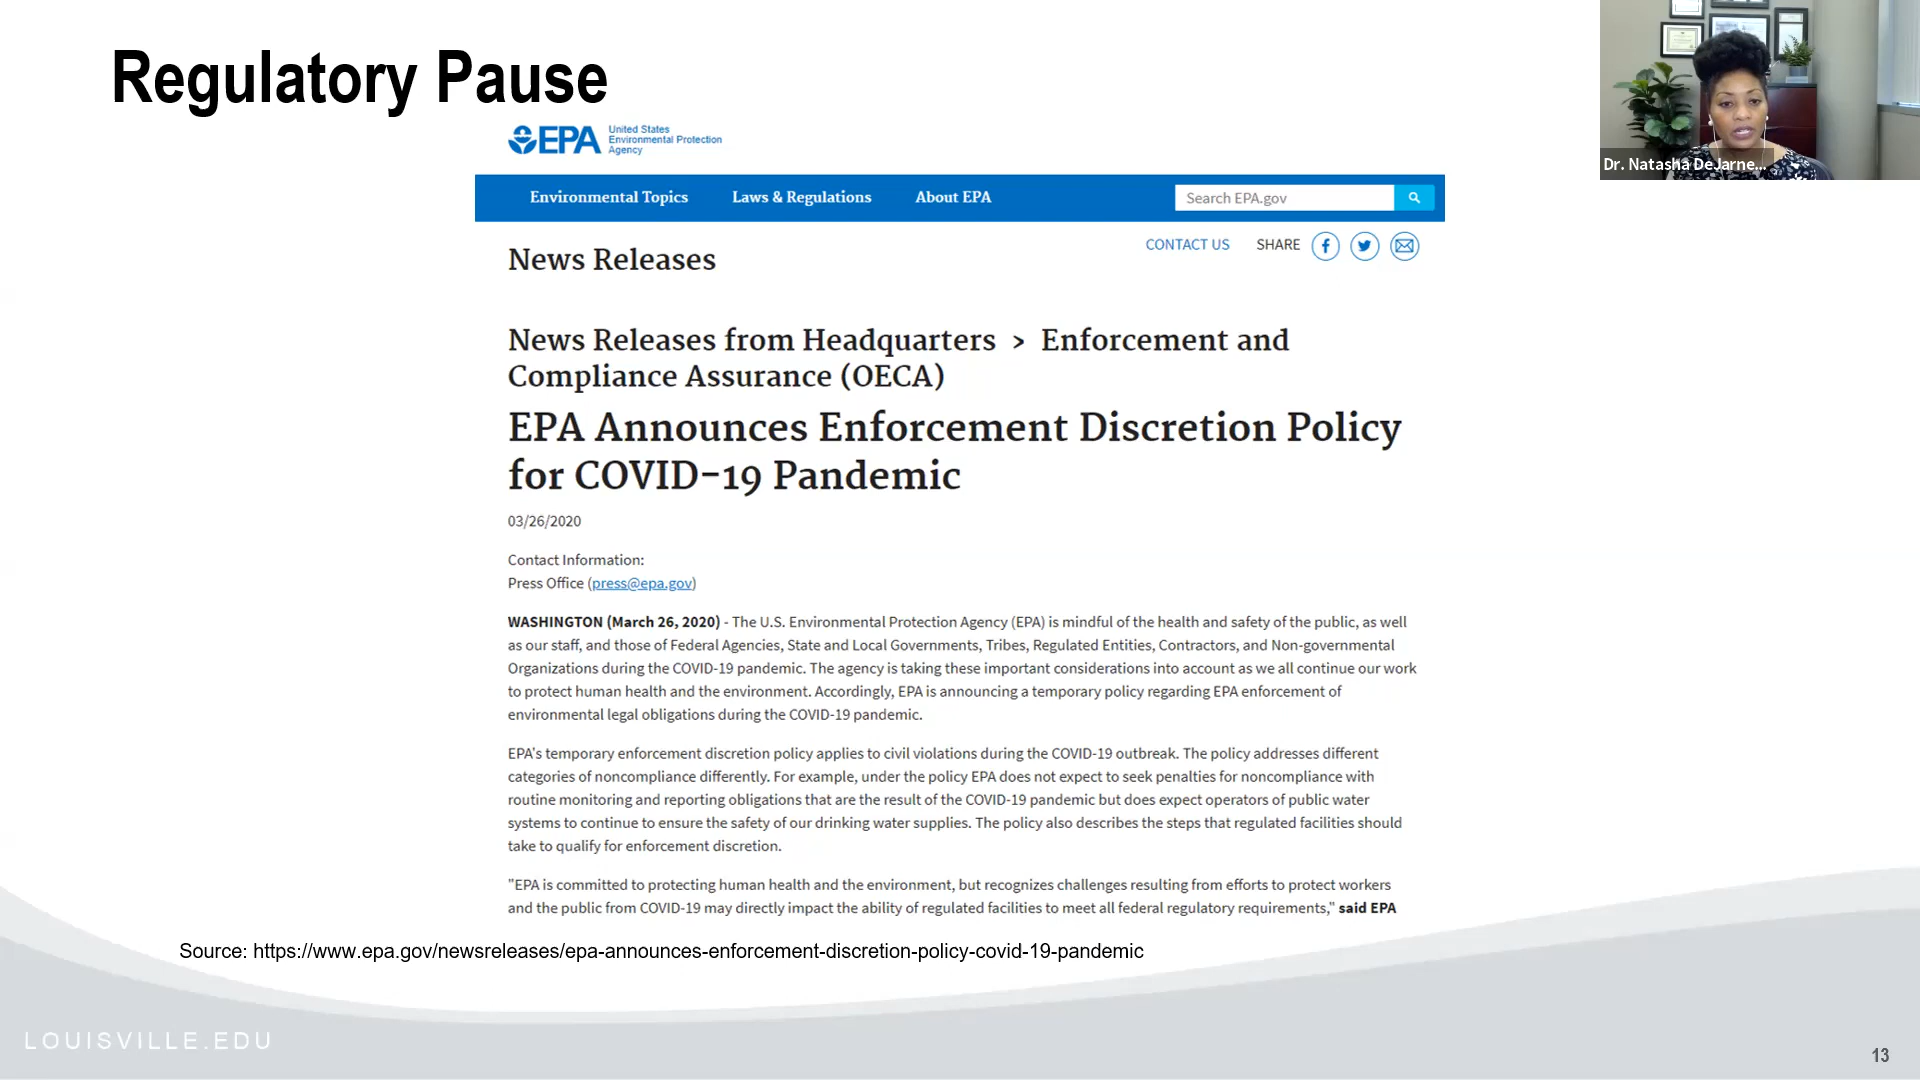 Regulatory Pause
Dr. Natasha DeJarne...
EPA
United States
Environmental Protection
Agency
Environmental Topics Laws & Regulations About EPA Search EPA.gov
CONTACT US SHARE
News Releases
News Releases from Headquarters > Enforcement and
Compliance Assurance (OECA)
EPA Announces Enforcement Discretion Policy
for COVID-19 Pandemic
03/26/2020
Contact Information:
Press Office (press@epa.gov)
WASHINGTON (March 26, 2020) - The U.S. Environmental Protection Agency (EPA) is mindful of the health and safety of the public, as well
as our staff, and those of Federal Agencies, State and Local Governments, Tribes, Regulated Entities, Contractors, and Non-governmental
Organizations during the COVID-19 pandemic. The agency is taking these important considerations into account as we all continue our work
to protect human health and the environment. Accordingly, EPA is announcing a temporary policy regarding EPA enforcement of
environmental legal obligations during the COVID-19 pandemic.
EPA's temporary enforcement discretion policy applies to civil violations during the COVID-19 outbreak. The policy addresses different
categories of noncompliance differently. For example, under the policy EPA does not expect to seek penalties for noncompliance with
routine monitoring and reporting obligations that are the result of the COVID-19 pandemic but does expect operators of public water
systems to continue to ensure the safety of our drinking water supplies. The policy also describes the steps that regulated facilities should
take to qualify for enforcement discretion.
"EPA is committed to protecting human health and the environment, but recognizes challenges resulting from efforts to protect workers
and the public from COVID-19 may directly impact the ability of regulated facilities to meet all federal regulatory requirements," said EPA
Source: https://www.epa.gov/newsreleases/epa-announces-enforcement-discretion-policy-covid-19-pandemic
LOUISVILLE.EDU
13